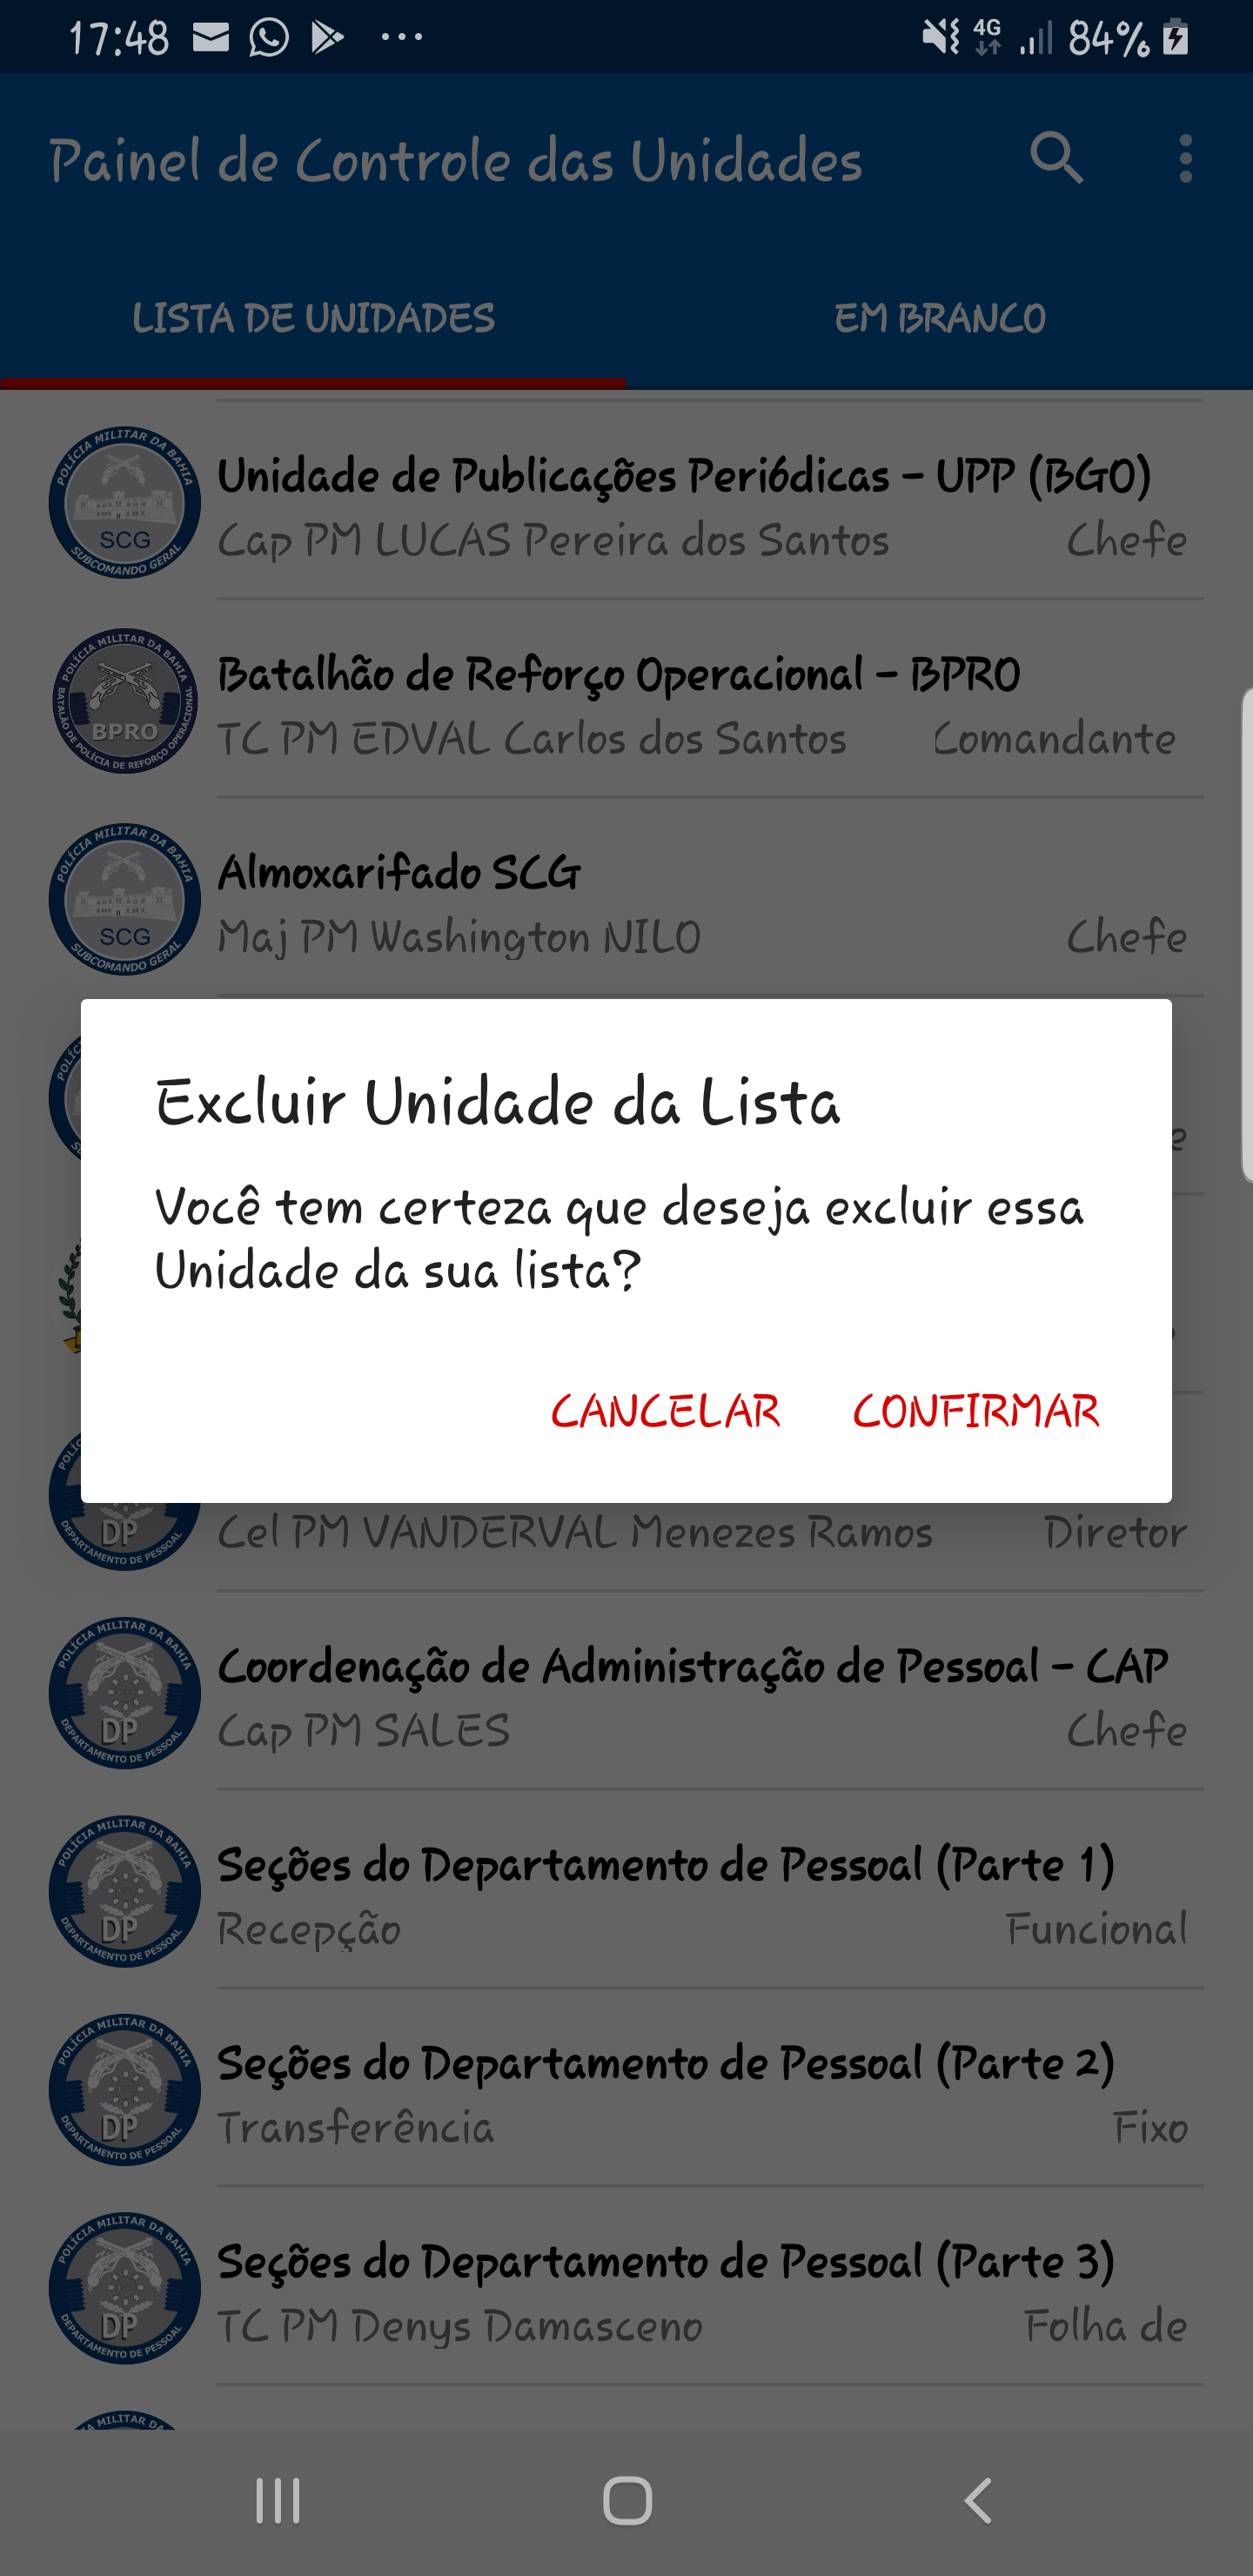 17:48
4G
84%
Painel de Controle das Unidades
LISTA DE UNIDADES
EM BRANCO
POLÍCIA MILITAR DA BAHIA
SCG
SUBCOMANDO GERAL
Unidade de Publicações Periódicas - UPP (BGO)
Cap PM LUCAS Pereira dos Santos
Chefe
POLÍCIA MILITAR DA BAHIA
BPRO
BATALÃO DE POLÍCIA DE REFORÇO OPERACIONAL
Batalhão de Reforço Operacional - BPRO
TC PM EDVAL Carlos dos Santos
Comandante
POLÍCIA MILITAR DA BAHIA
SCG
SUBCOMANDO GERAL
Almoxarifado SCG
Maj PM Washington NILO
Chefe
Excluir Unidade da Lista
Você tem certeza que deseja excluir essa
Unidade da sua lista?
CANCELAR
CONFIRMAR
DP
DEPARTAMENTO DE PESSOAL
Cel PM VANDERVAL Menezes Ramos
Diretor
POLÍCIA MILITAR DA BAHIA
DP
DEPARTAMENTO DE PESSOAL
Coordenação de Administração de Pessoal - CAP
Cap PM SALES
Chefe
POLÍCIA MILITAR DA BAHIA
DP
DEPARTAMENTO DE PESSOAL
Seções do Departamento de Pessoal (Parte 1)
Recepção
Funcional
POLÍCIA MILITAR DA BAHIA
DP
DEPARTAMENTO DE PESSOAL
Seções do Departamento de Pessoal (Parte 2)
Transferência
Fixo
POLÍCIA MILITAR DA BAHIA
DP
DEPARTAMENTO DE PESSOAL
Seções do Departamento de Pessoal (Parte 3)
TC PM Denys Damasceno
Folha de
MILITAR DA